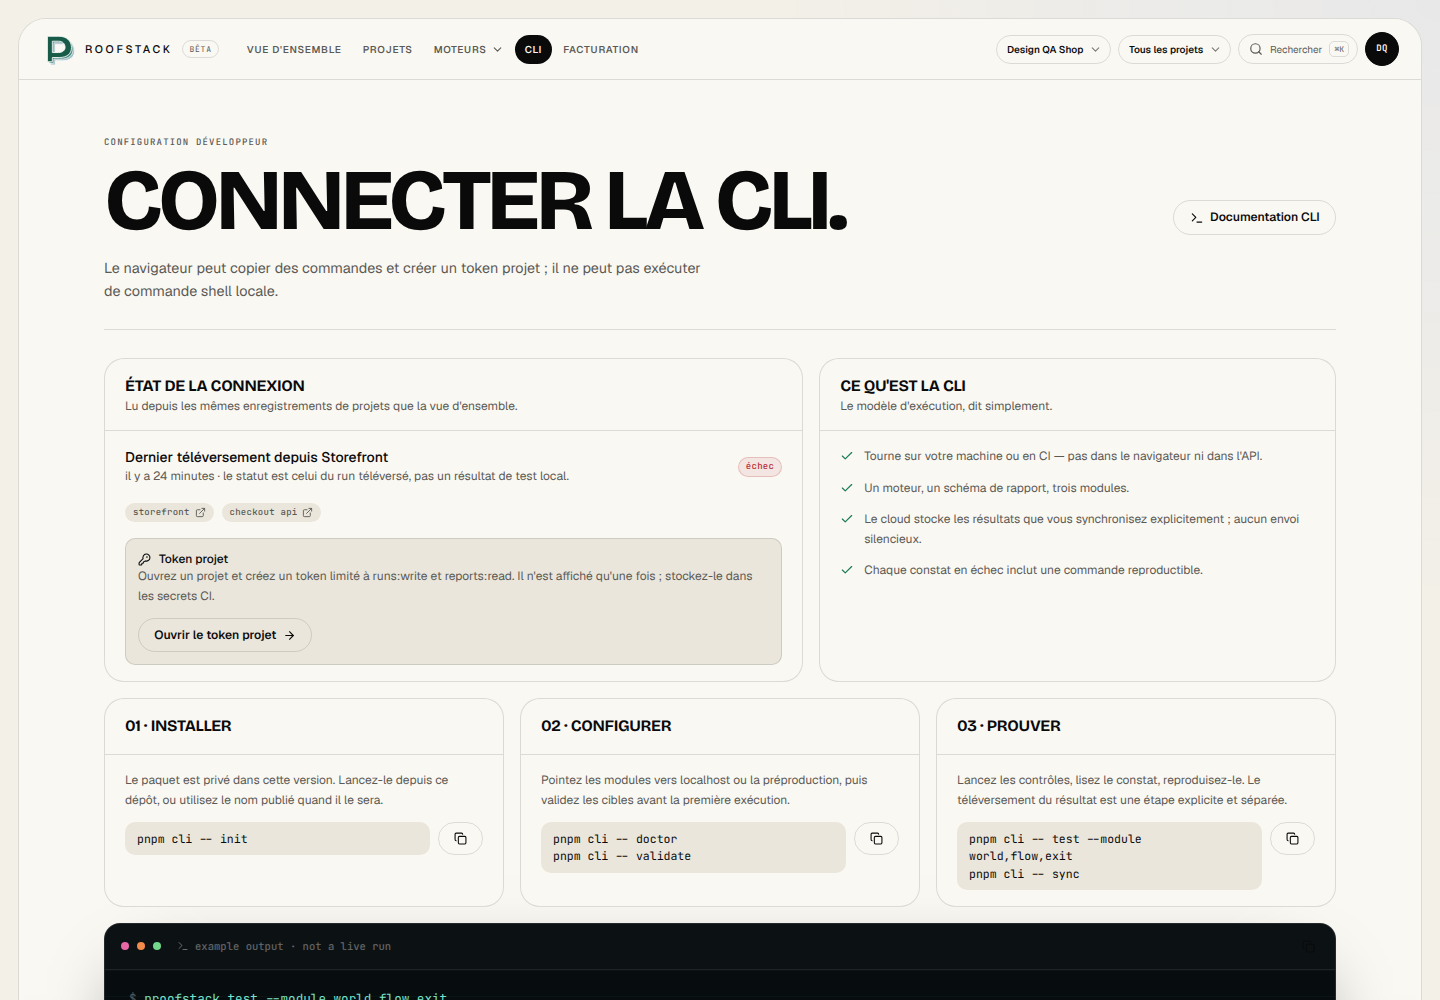 ROOFSTACK
BÊTA
VUE D'ENSEMBLE
PROJETS
MOTEURS
CLI
FACTURATION
Design QA Shop
Tous les projets
Rechercher
⌘K
DQ
CONFIGURATION DÉVELOPPEUR
CONNECTER LA CLI.
Documentation CLI
Le navigateur peut copier des commandes et créer un token projet ; il ne peut pas exécuter
de commande shell locale.
ÉTAT DE LA CONNEXION
Lu depuis les mêmes enregistrements de projets que la vue d'ensemble.
Dernier téléversement depuis Storefront
il y a 24 minutes · le statut est celui du run téléversé, pas un résultat de test local.
échec
storefront
checkout api
Token projet
Ouvrez un projet et créez un token limité à runs:write et reports:read. Il n'est affiché qu'une fois ; stockez-le dans
les secrets CI.
Ouvrir le token projet
CE QU'EST LA CLI
Le modèle d'exécution, dit simplement.
Tourne sur votre machine ou en CI — pas dans le navigateur ni dans l'API.
Un moteur, un schéma de rapport, trois modules.
Le cloud stocke les résultats que vous synchronisez explicitement ; aucun envoi
silencieux.
Chaque constat en échec inclut une commande reproductible.
01 · INSTALLER
Le paquet est privé dans cette version. Lancez-le depuis ce
dépôt, ou utilisez le nom publié quand il le sera.
pnpm cli -- init
02 · CONFIGURER
Pointez les modules vers localhost ou la préproduction, puis
validez les cibles avant la première exécution.
pnpm cli -- doctor
pnpm cli -- validate
03 · PROUVER
Lancez les contrôles, lisez le constat, reproduisez-le. Le
téléversement du résultat est une étape explicite et séparée.
pnpm cli -- test --module
world,flow,exit
pnpm cli -- sync
example output · not a live run
$ proofstack test --module world,flow,exit